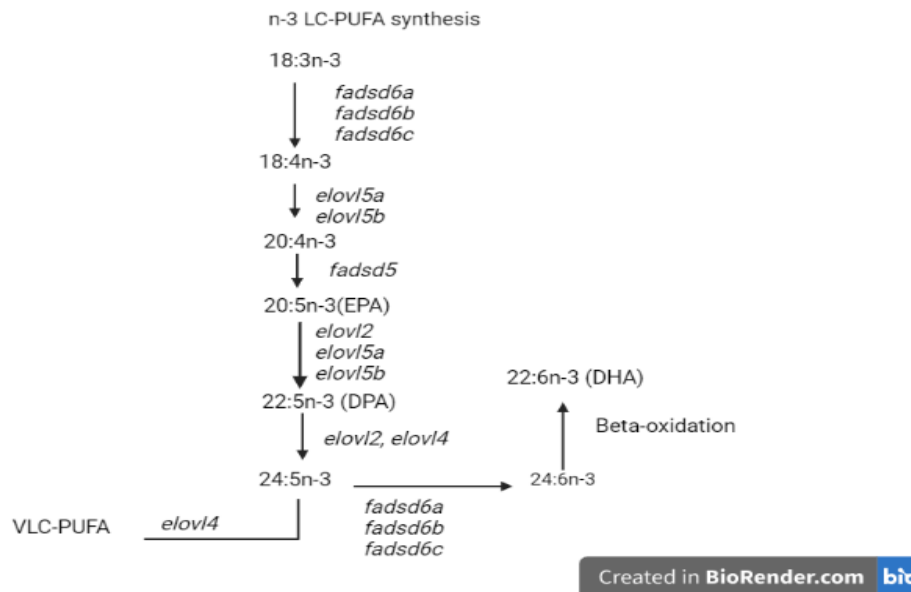 n-3 LC-PUFA synthesis
18:3n-3
fadsd6a
fadsd6b
fadsd6c
18:4n-3
elovl5a
elovl5b
20:4n-3
fadsd5
20:5n-3(EPA)
elovl2
elovl5a
elovl5b
22:5n-3 (DPA)
22:6n-3 (DHA)
Beta-oxidation
elovl2, elovl4
24:5n-3
24:6n-3
fadsd6a
fadsd6b
fadsd6c
VLC-PUFA
elovl4
Created in BioRender.com